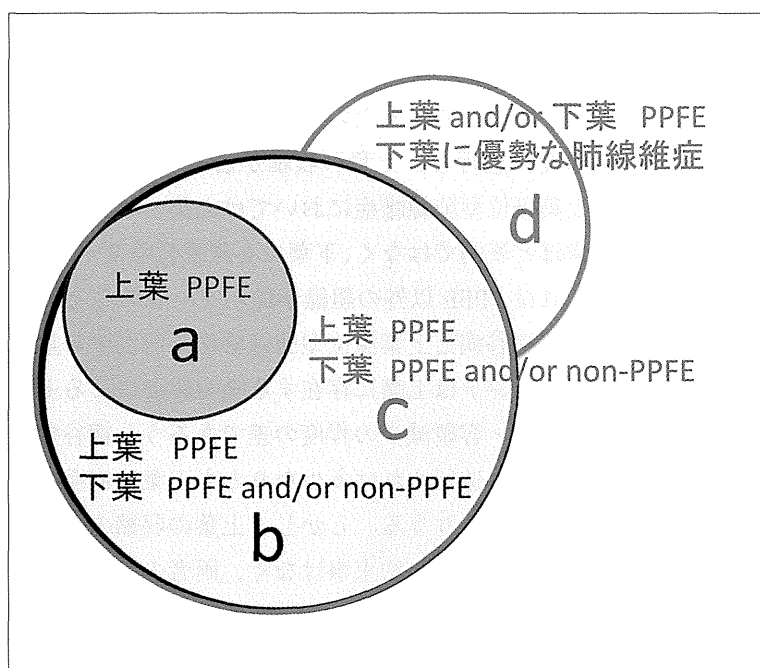 上葉 and/or 下葉 PPFE
下葉に優勢な肺線維症
d
上葉 PPFE
a
上葉 PPFE
下葉 PPFE and/or non-PPFE
c
上葉 PPFE
下葉 PPFE and/or non-PPFE
b